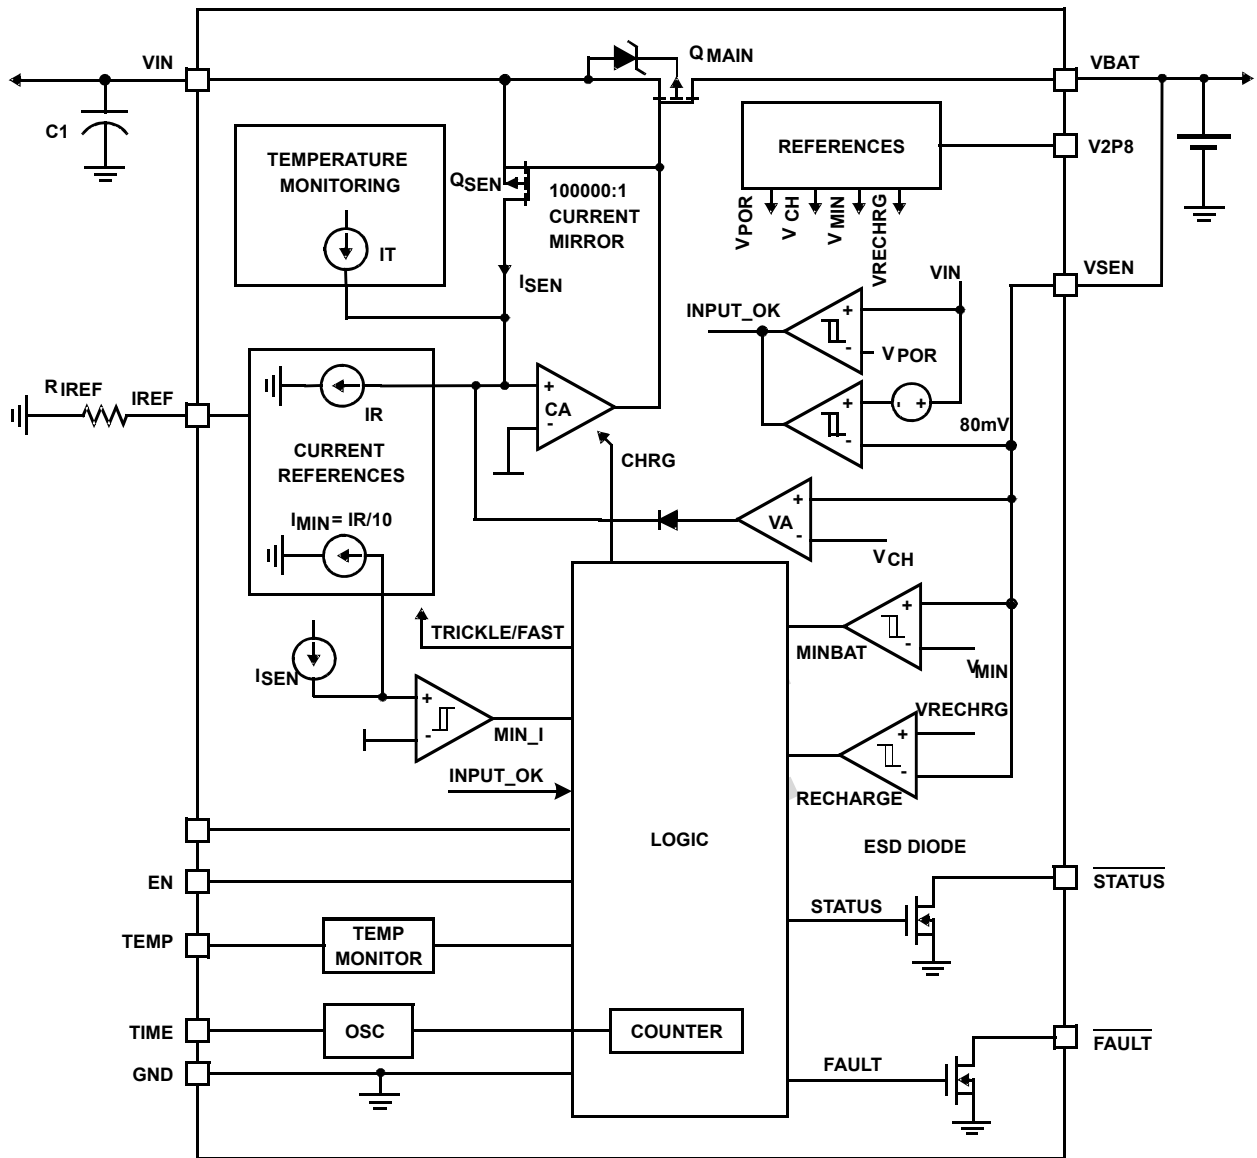 VIN
QMAIN
VBAT
C1
TEMPERATURE
MONITORING
IT
QSEN
100000:1
CURRENT
MIRROR
ISEN
REFERENCES
V2P8
VPOR
VCH
VMIN
VRECHRG
VSEN
VIN
INPUT_OK
+
-
VPOR
+
-
- +
80mV
RIREF
IREF
IR
CURRENT
REFERENCES
IMIN = IR/10
+
CA
-
CHRG
+
VA
-
VCH
TRICKLE/FAST
ISEN
+
-
MIN_I
INPUT_OK
+
-
MINBAT
VMIN
VRECHRG
+
-
RECHARGE
LOGIC
ESD DIODE
EN
TEMP
TEMP
MONITOR
STATUS
STATUS
TIME
OSC
COUNTER
GND
FAULT
FAULT